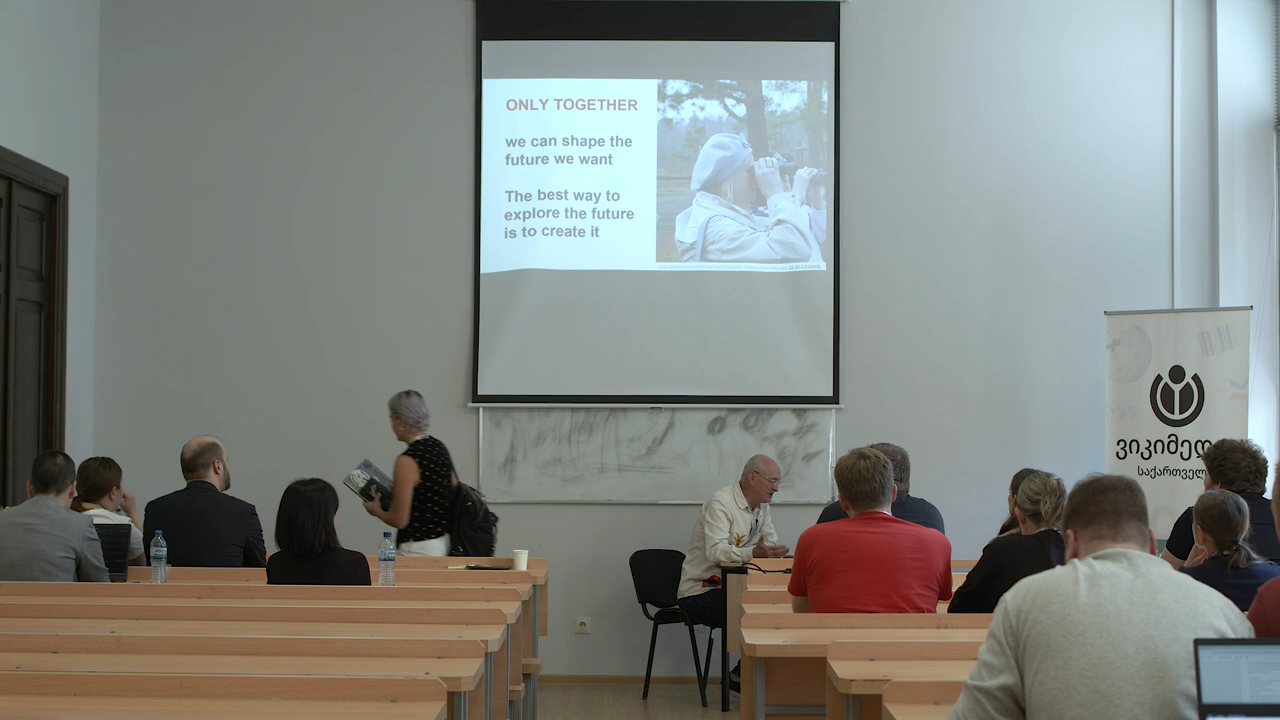 ONLY TOGETHER
we can shape the
future we want
The best way to
explore the future
is to create it
ვიკიმედ
საქართველ